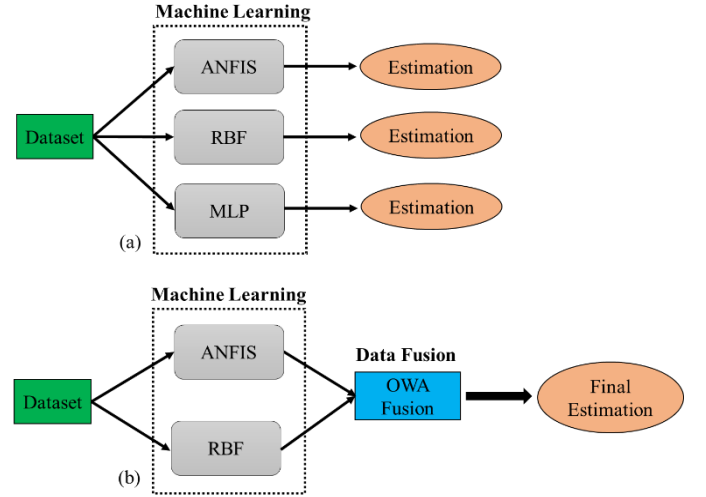 Machine Learning
ANFIS
Estimation
Dataset
RBF
Estimation
MLP
Estimation
(a)
Machine Learning
ANFIS
Data Fusion
Dataset
OWA
Fusion
Final
Estimation
RBF
(b)